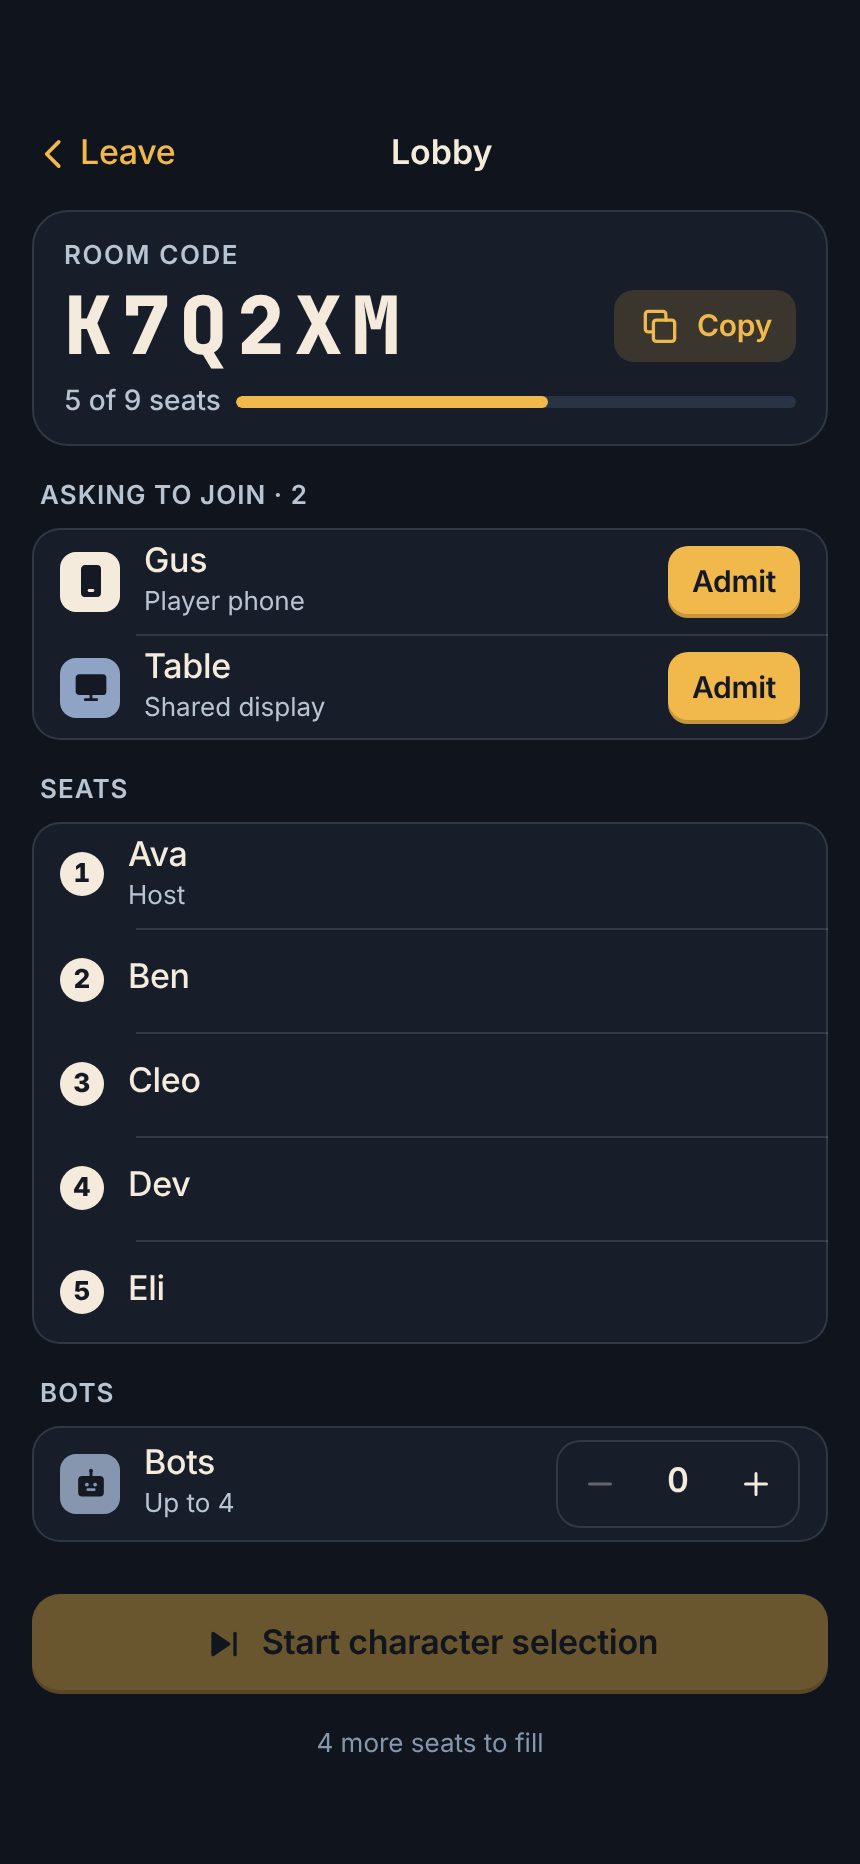 Leave
Lobby
ROOM CODE
K7Q2XM
Copy
5 of 9 seats
ASKING TO JOIN · 2
Gus
Player phone
Admit
Table
Shared display
Admit
SEATS
1
Ava
Host
2
Ben
3
Cleo
4
Dev
5
Eli
BOTS
Bots
Up to 4
− 0 +
Start character selection
4 more seats to fill